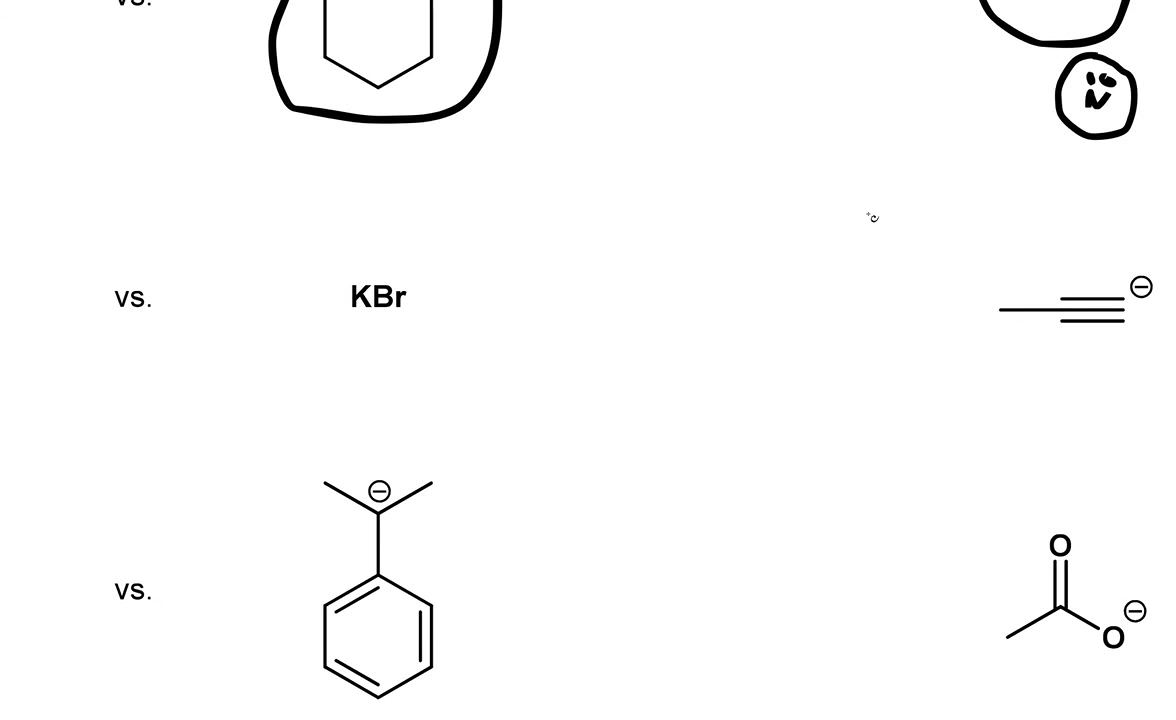 vs.
N
vs. KBr ⊖
⊖
O
vs. O ⊖